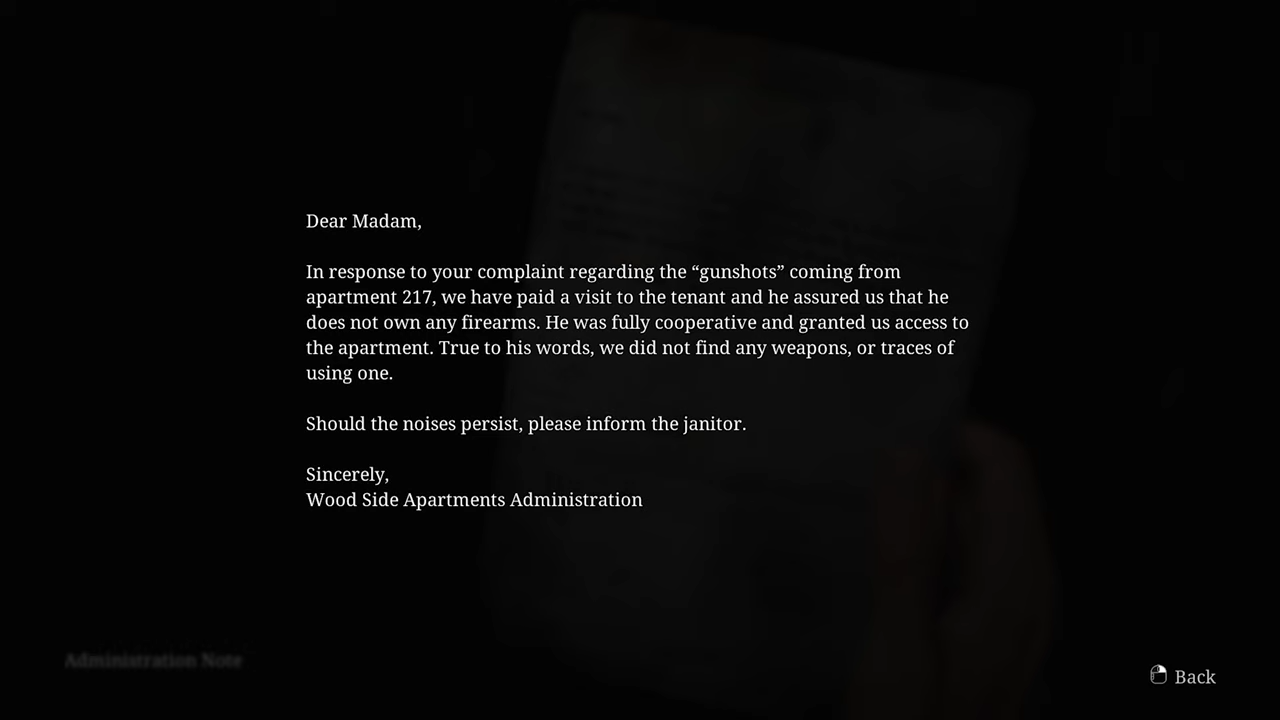 Dear Madam,
In response to your complaint regarding the “gunshots” coming from
apartment 217, we have paid a visit to the tenant and he assured us that he
does not own any firearms. He was fully cooperative and granted us access to
the apartment. True to his words, we did not find any weapons, or traces of
using one.
Should the noises persist, please inform the janitor.
Sincerely,
Wood Side Apartments Administration
Administration Note
Back